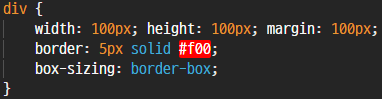 div {
width: 100px; height: 100px; margin: 100px;
border: 5px solid #f00;
box-sizing: border-box;
}